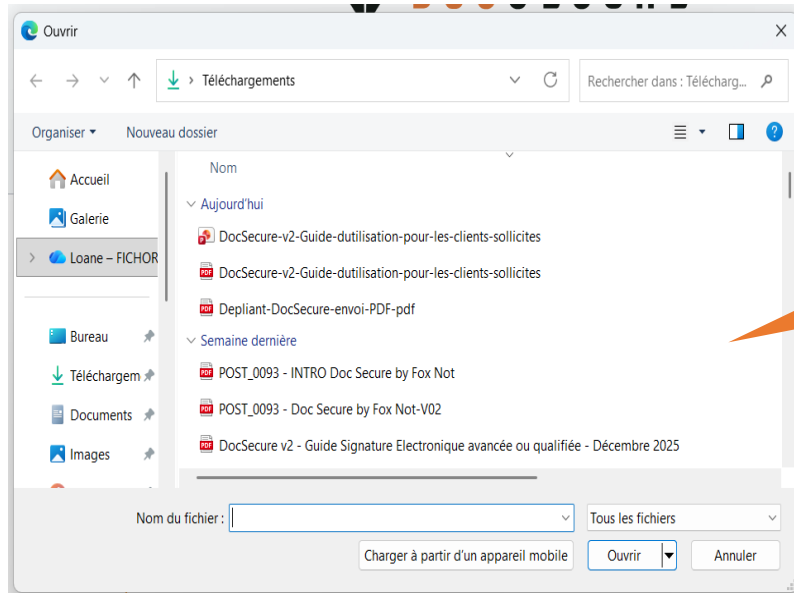 Ouvrir
Téléchargements
Rechercher dans : Télécharg...
Organiser
Nouveau dossier
Nom
Accueil
Galerie
Loane – FICHOR
Bureau
Téléchargem
Documents
Images
Aujourd'hui
DocSecure-v2-Guide-dutilisation-pour-les-clients-sollicites
DocSecure-v2-Guide-dutilisation-pour-les-clients-sollicites
Depliant-DocSecure-envoi-PDF-pdf
Semaine dernière
POST_0093 - INTRO Doc Secure by Fox Not
POST_0093 - Doc Secure by Fox Not-V02
DocSecure v2 - Guide Signature Electronique avancée ou qualifiée - Décembre 2025
Nom du fichier :
Tous les fichiers
Charger à partir d'un appareil mobile
Ouvrir
Annuler